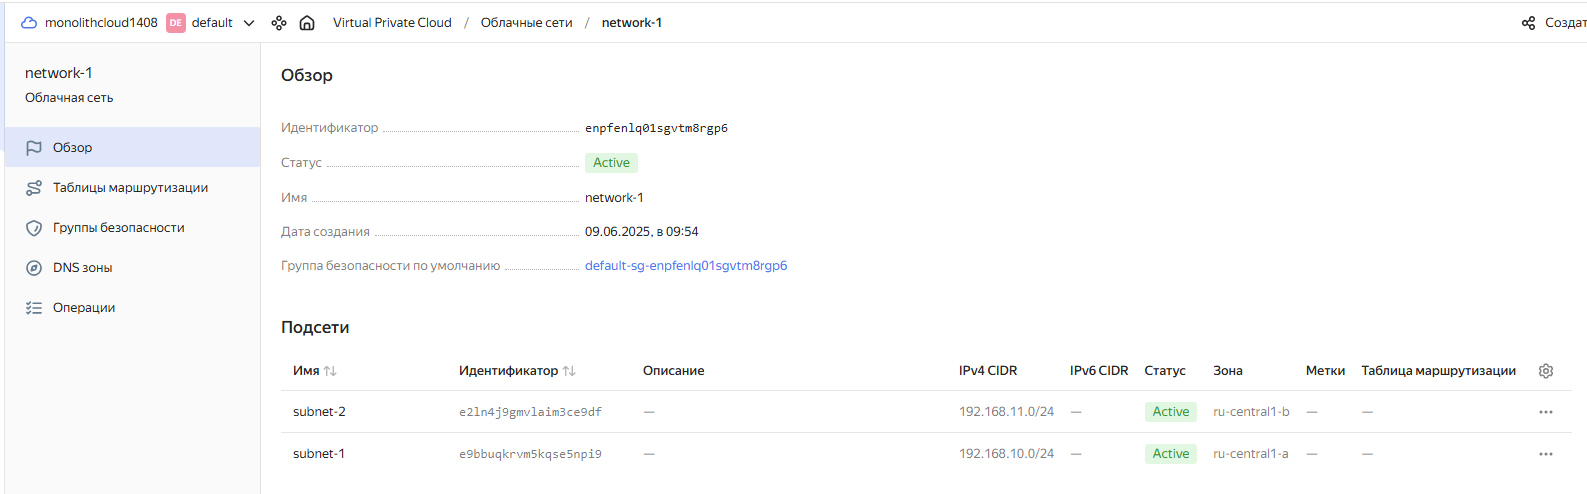 monolithcloud1408 DE default Virtual Private Cloud / Облачные сети / network-1 Создат
network-1
Облачная сеть
Обзор
Таблицы маршрутизации
Группы безопасности
DNS зоны
Операции
Обзор
Идентификатор enpfenlq01sgvtm8rgp6
Статус Active
Имя network-1
Дата создания 09.06.2025, в 09:54
Группа безопасности по умолчанию default-sg-enpfenlq01sgvtm8rgp6
Подсети
Имя Идентификатор Описание IPv4 CIDR IPv6 CIDR Статус Зона Метки Таблица маршрутизации
subnet-2 e2ln4j9gmvlaim3ce9df — 192.168.11.0/24 — Active ru-central1-b — —
subnet-1 e9bbuqkrvm5kqse5npi9 — 192.168.10.0/24 — Active ru-central1-a — —